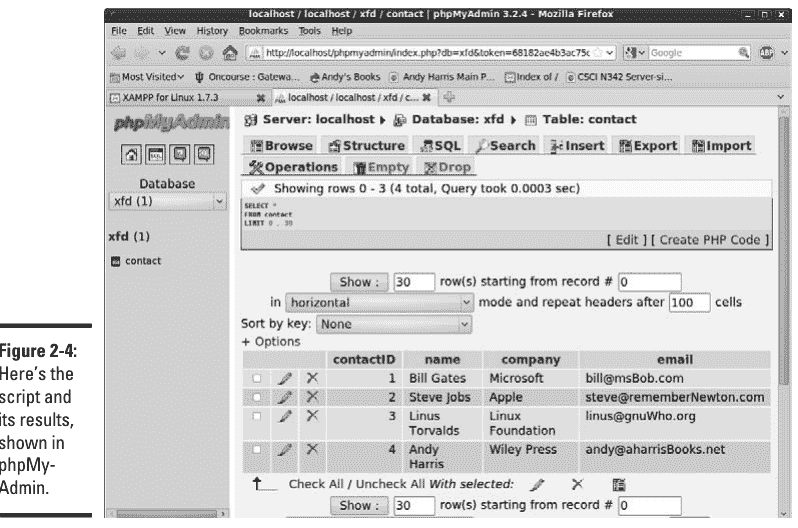 localhost / localhost / xfd / contact | phpMyAdmin 3.2.4 - Mozilla Firefox
File Edit View History Bookmarks Tools Help
http://localhost/phpmyadmin/index.php?db=xfd&token=68182ae4b3ac75c
Google
ABP
Most Visited Oncourse : Gatewa... Andy's Books Andy Harris Main P... Index of / CSCI N342 Server-si...
XAMPP for Linux 1.7.3
localhost / localhost / xfd / c...
phpMyAdmin
Database
xfd (1)
xfd (1)
contact
Server: localhost Database: xfd Table: contact
Browse Structure SQL Search Insert Export Import
Operations Empty Drop
Showing rows 0 - 3 (4 total, Query took 0.0003 sec)
SELECT *
FROM contact
LIMIT 0 , 30
[ Edit ] [ Create PHP Code ]
Show : 30 row(s) starting from record # 0
in horizontal mode and repeat headers after 100 cells
Sort by key: None
+ Options
contactID name company email
1 Bill Gates Microsoft bill@msBob.com
2 Steve Jobs Apple steve@rememberNewton.com
3 Linus Torvalds Linux Foundation linus@gnuWho.org
4 Andy Harris Wiley Press andy@aharrisBooks.net
Check All / Uncheck All With selected:
Show : 30 row(s) starting from record # 0
Figure 2-4:
Here's the
script and
its results,
shown in
phpMy-
Admin.